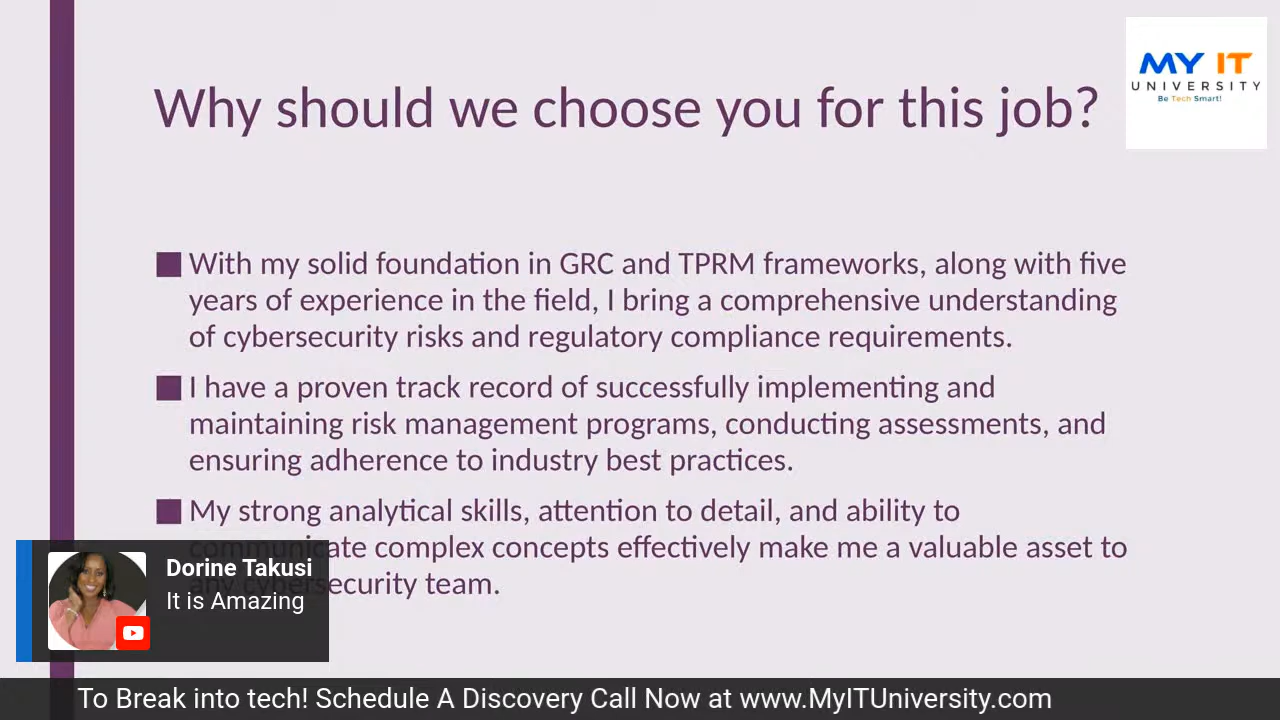 Why should we choose you for this job?
MY IT
UNIVERSITY
Be Tech Smart!
With my solid foundation in GRC and TPRM frameworks, along with five
years of experience in the field, I bring a comprehensive understanding
of cybersecurity risks and regulatory compliance requirements.
I have a proven track record of successfully implementing and
maintaining risk management programs, conducting assessments, and
ensuring adherence to industry best practices.
My strong analytical skills, attention to detail, and ability to
communicate complex concepts effectively make me a valuable asset to
any cybersecurity team.
Dorine Takusi
It is Amazing
To Break into tech! Schedule A Discovery Call Now at www.MyITUniversity.com